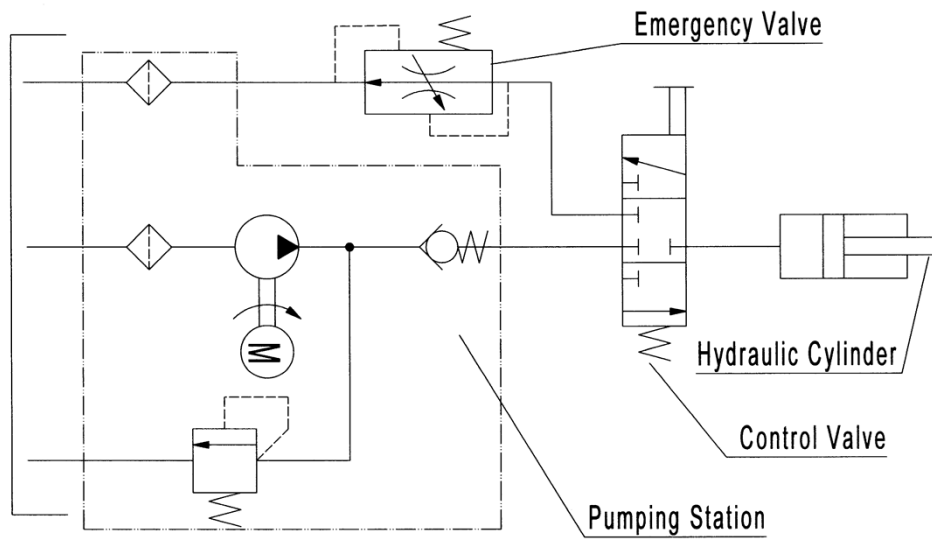 Emergency Valve
M
Hydraulic Cylinder
Control Valve
Pumping Station